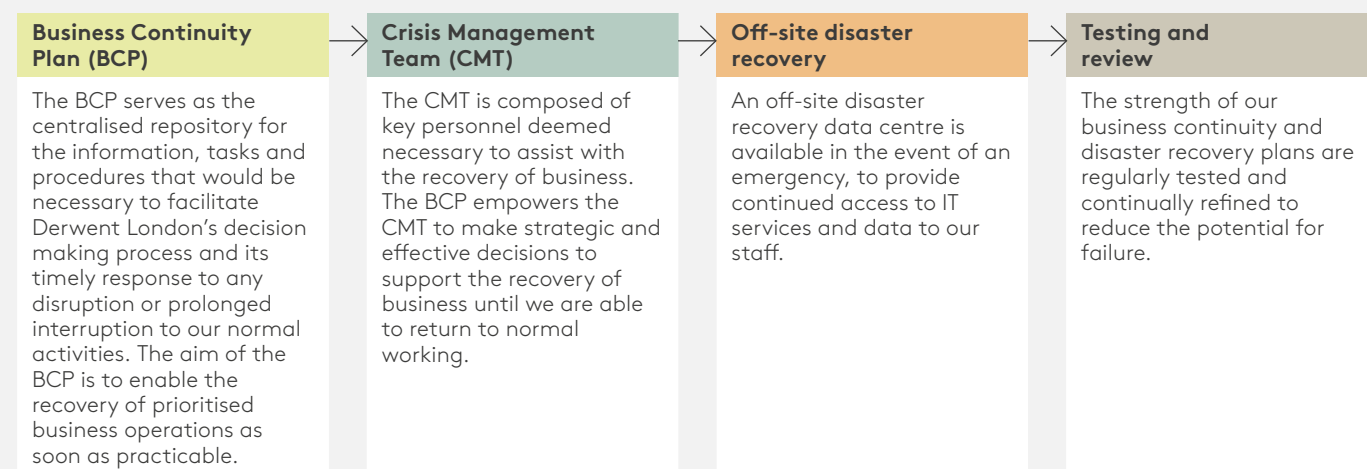 Business Continuity
Plan (BCP)
The BCP serves as the
centralised repository for
the information, tasks and
procedures that would be
necessary to facilitate
Derwent London’s decision
making process and its
timely response to any
disruption or prolonged
interruption to our normal
activities. The aim of the
BCP is to enable the
recovery of prioritised
business operations as
soon as practicable.
Crisis Management
Team (CMT)
The CMT is composed of
key personnel deemed
necessary to assist with
the recovery of business.
The BCP empowers the
CMT to make strategic and
effective decisions to
support the recovery of
business until we are able
to return to normal
working.
Off-site disaster
recovery
An off-site disaster
recovery data centre is
available in the event of an
emergency, to provide
continued access to IT
services and data to our
staff.
Testing and
review
The strength of our
business continuity and
disaster recovery plans are
regularly tested and
continually refined to
reduce the potential for
failure.